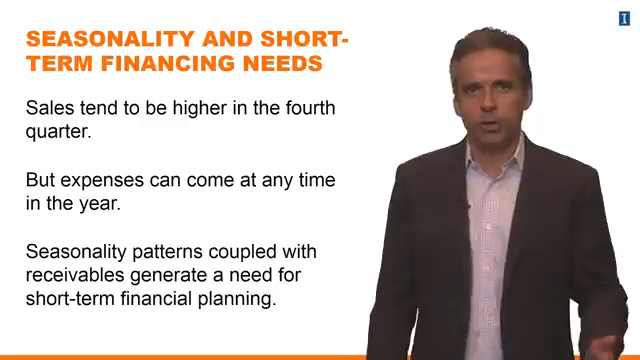 SEASONALITY AND SHORT-
TERM FINANCING NEEDS
Sales tend to be higher in the fourth
quarter.
But expenses can come at any time
in the year.
Seasonality patterns coupled with
receivables generate a need for
short-term financial planning.
I